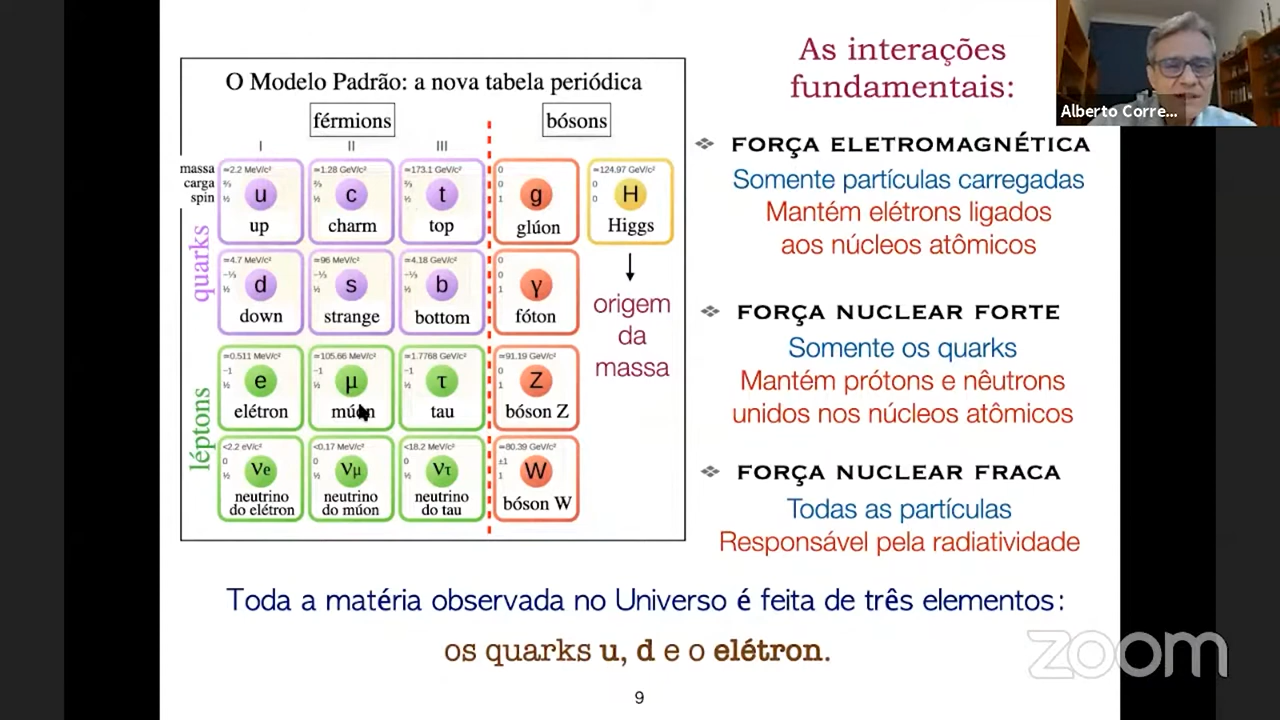 O Modelo Padrão: a nova tabela periódica
férmions
bósons
I
II
III
massa
carga
spin
≃2.2 MeV/c²
⅔
½
u
up
≃1.28 GeV/c²
⅔
½
c
charm
≃173.1 GeV/c²
⅔
½
t
top
0
0
1
g
glúon
≃124.97 GeV/c²
0
0
H
Higgs
quarks
≃4.7 MeV/c²
-⅓
½
d
down
≃96 MeV/c²
-⅓
½
s
strange
≃4.18 GeV/c²
-⅓
½
b
bottom
0
0
1
γ
fóton
origem
da
massa
léptons
≃0.511 MeV/c²
-1
½
e
elétron
≃105.66 MeV/c²
-1
½
μ
múon
≃1.7768 GeV/c²
-1
½
τ
tau
≃91.19 GeV/c²
0
1
Z
bóson Z
<2.2 eV/c²
0
½
νe
neutrino
do elétron
<0.17 MeV/c²
0
½
νμ
neutrino
do múon
<18.2 MeV/c²
0
½
ντ
neutrino
do tau
≃80.39 GeV/c²
±1
1
W
bóson W
As interações
fundamentais:
Alberto Corre...
❖ FORÇA ELETROMAGNÉTICA
Somente partículas carregadas
Mantém elétrons ligados
aos núcleos atômicos
❖ FORÇA NUCLEAR FORTE
Somente os quarks
Mantém prótons e nêutrons
unidos nos núcleos atômicos
❖ FORÇA NUCLEAR FRACA
Todas as partículas
Responsável pela radiatividade
Toda a matéria observada no Universo é feita de três elementos:
os quarks u, d e o elétron.
zoom
9